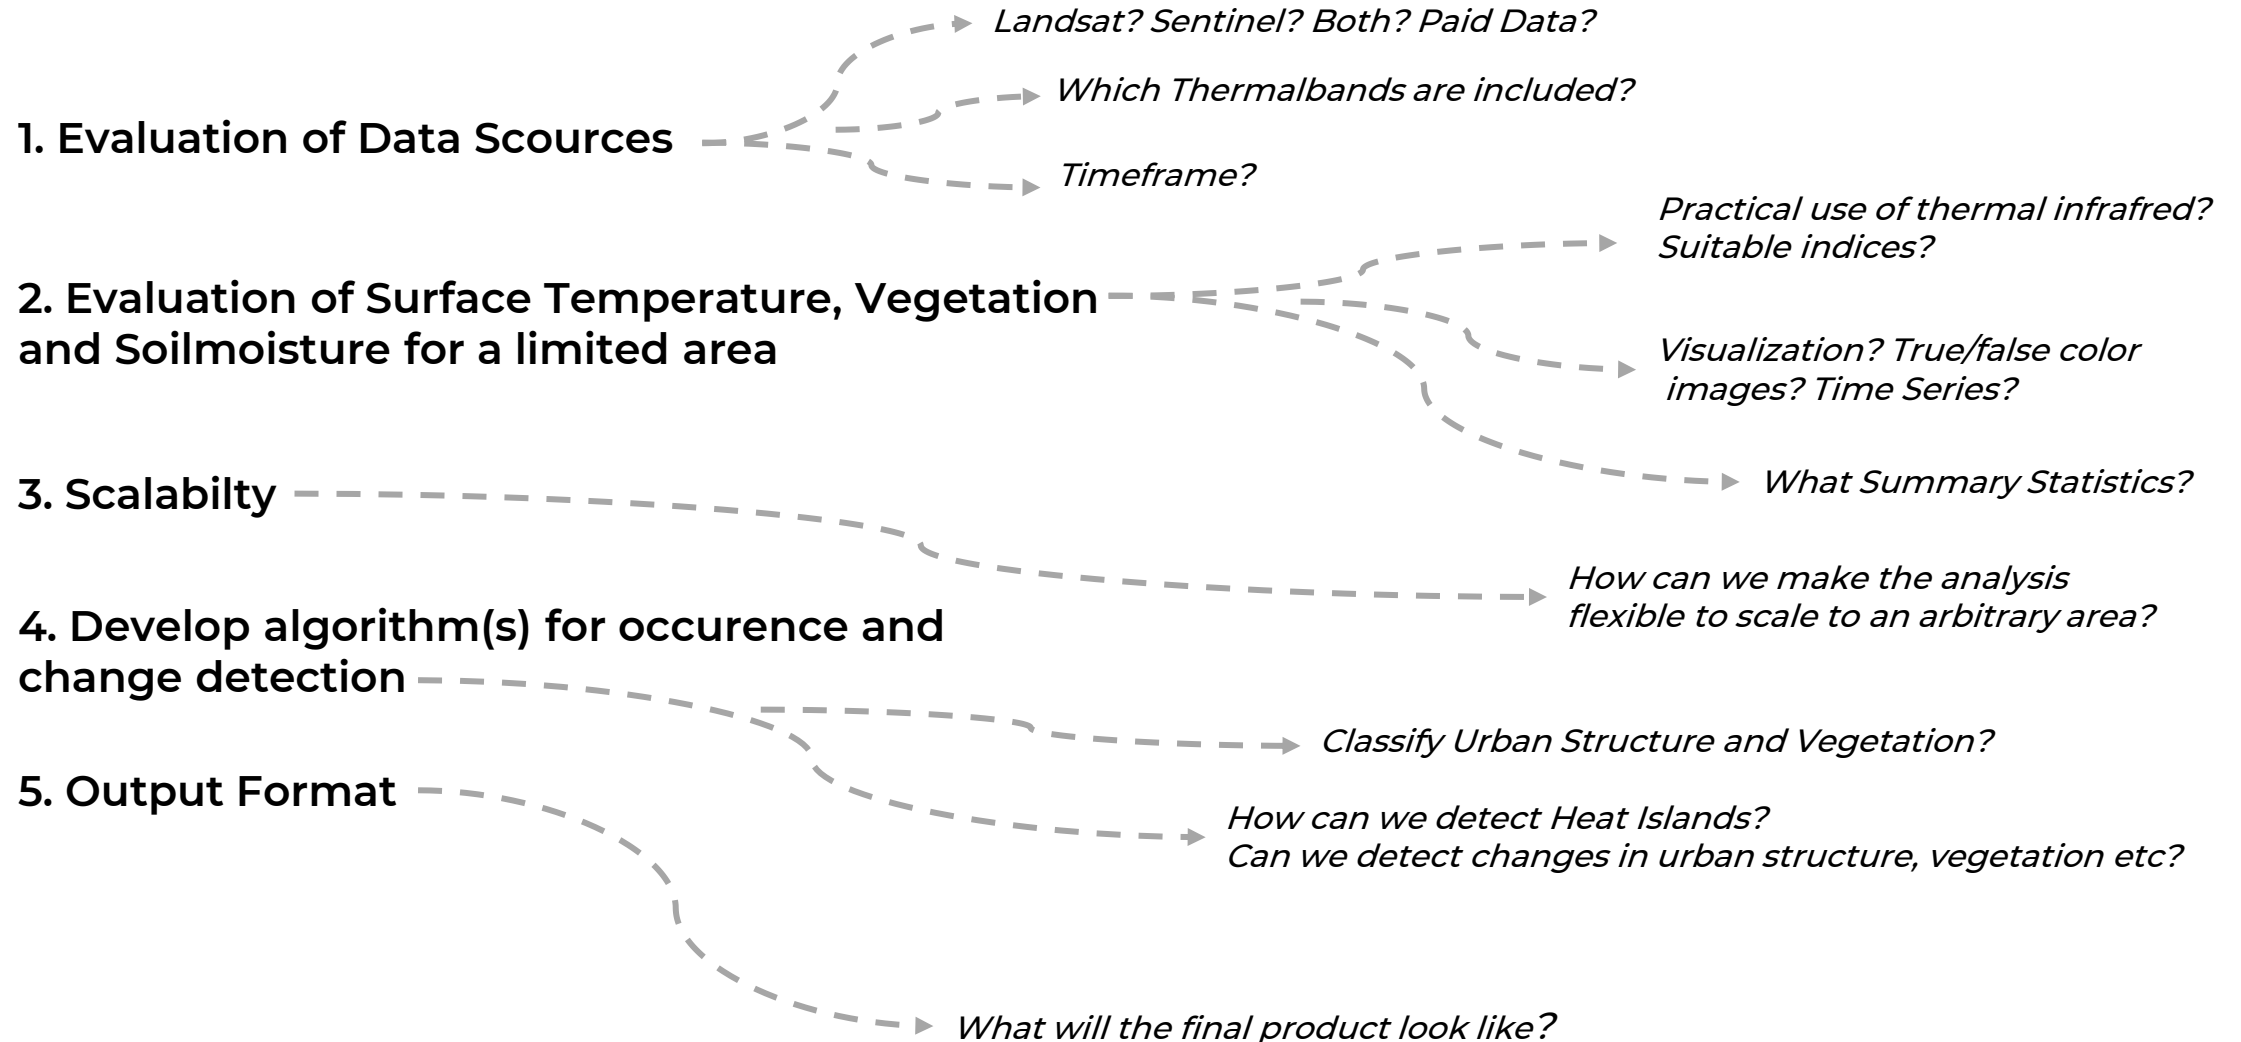 Landsat? Sentinel? Both? Paid Data?
Which Thermalbands are included?
1. Evaluation of Data Scources
Timeframe?
Practical use of thermal infrafred?
Suitable indices?
2. Evaluation of Surface Temperature, Vegetation
and Soilmoisture for a limited area
Visualization? True/false color
images? Time Series?
What Summary Statistics?
3. Scalabilty
How can we make the analysis
flexible to scale to an arbitrary area?
4. Develop algorithm(s) for occurence and
change detection
Classify Urban Structure and Vegetation?
How can we detect Heat Islands?
Can we detect changes in urban structure, vegetation etc?
5. Output Format
What will the final product look like?